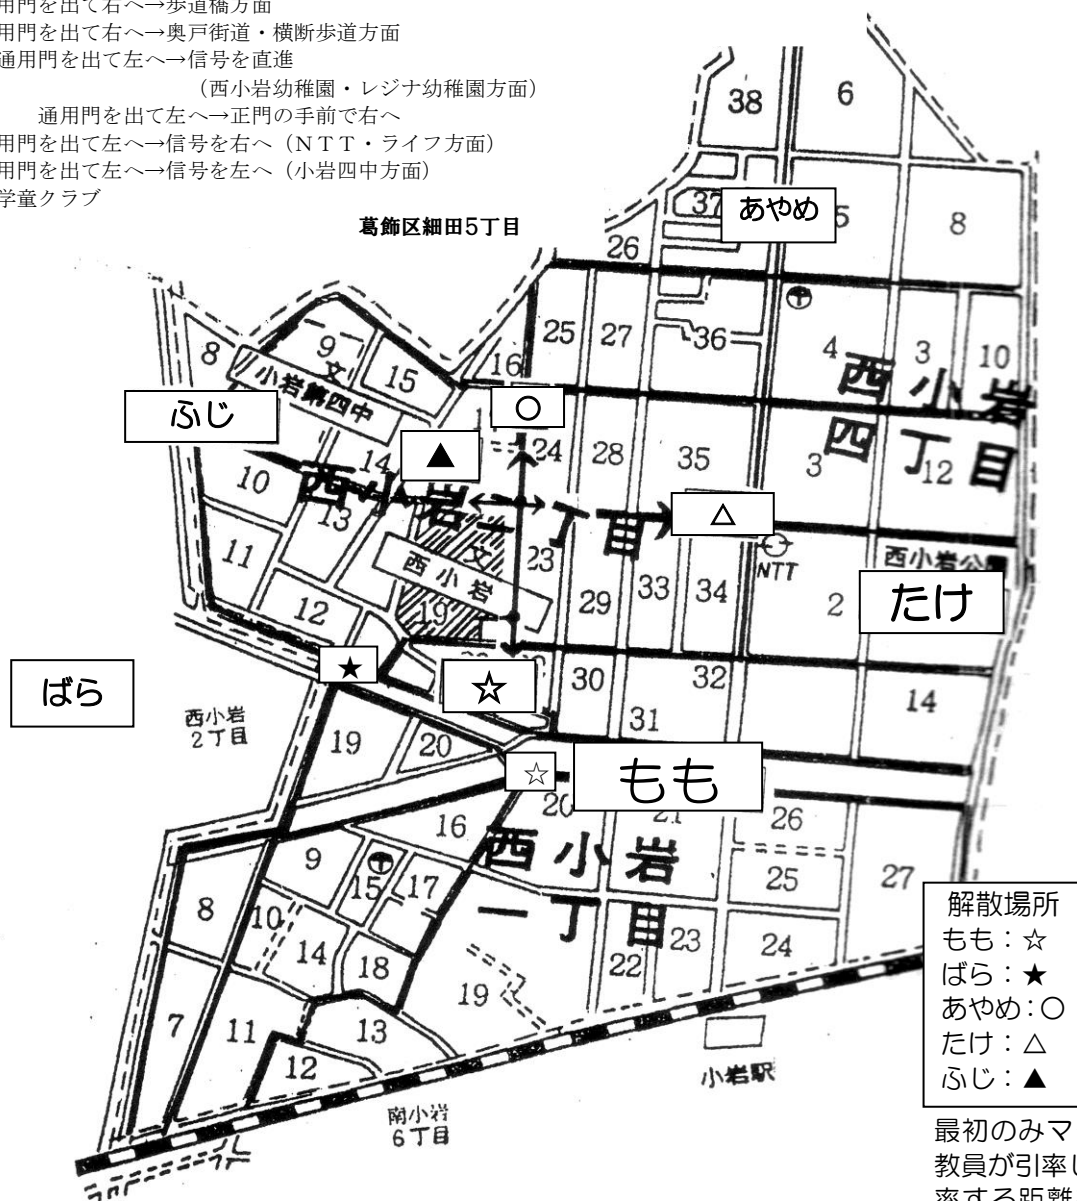 用門を出て右へ→歩道橋方面
用門を出て右へ→奥戸街道・横断歩道方面
通用門を出て左へ→信号を直進
(西小岩幼稚園・レジナ幼稚園方面)
通用門を出て左へ→正門の手前で右へ
用門を出て左へ→信号を右へ(NTT・ライフ方面)
用門を出て左へ→信号を左へ(小岩四中方面)
学童クラブ
葛飾区細田5丁目
38
6
37
あやめ
5
8
26
25
27
36
4
3
10
8
9
文
15
16
小岩第四中
西小岩
四丁目
ふじ
○
▲
14
24
28
35
3
12
10
13
西小岩一丁目
△
11
文
西小岩
19
23
29
33
34
NTT
2
西小岩公
たけ
12
★
☆
30
32
31
14
ばら
西小岩
2丁目
19
20
☆
もも
20
21
26
16
西小岩
一丁目
9
15
17
25
27
8
10
14
18
19
22
23
24
7
11
13
12
小岩駅
南小岩
6丁目
解散場所
もも:☆
ばら:★
あやめ:○
たけ:△
ふじ:▲
最初のみマ
教員が引率し
率する距離